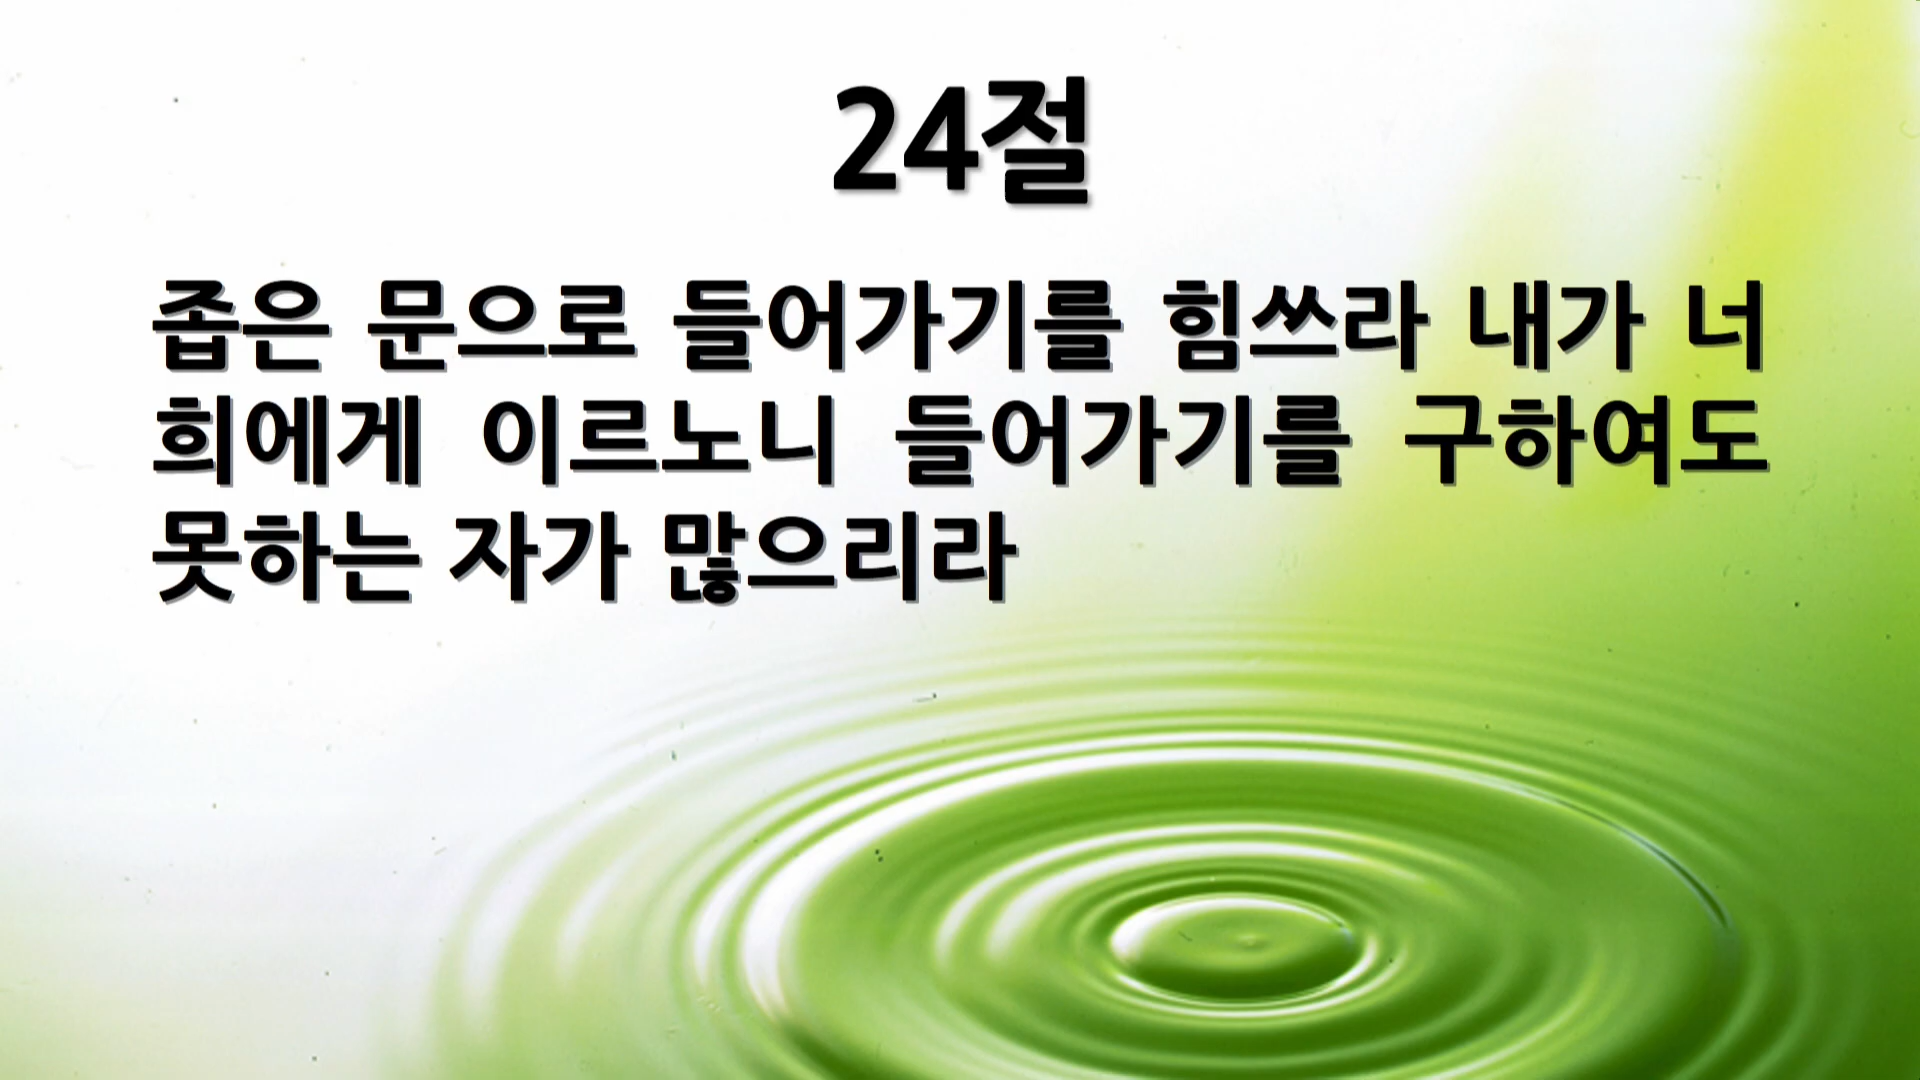 24절
좁은 문으로 들어가기를 힘쓰라 내가 너
희에게 이르노니 들어가기를 구하여도
못하는 자가 많으리라